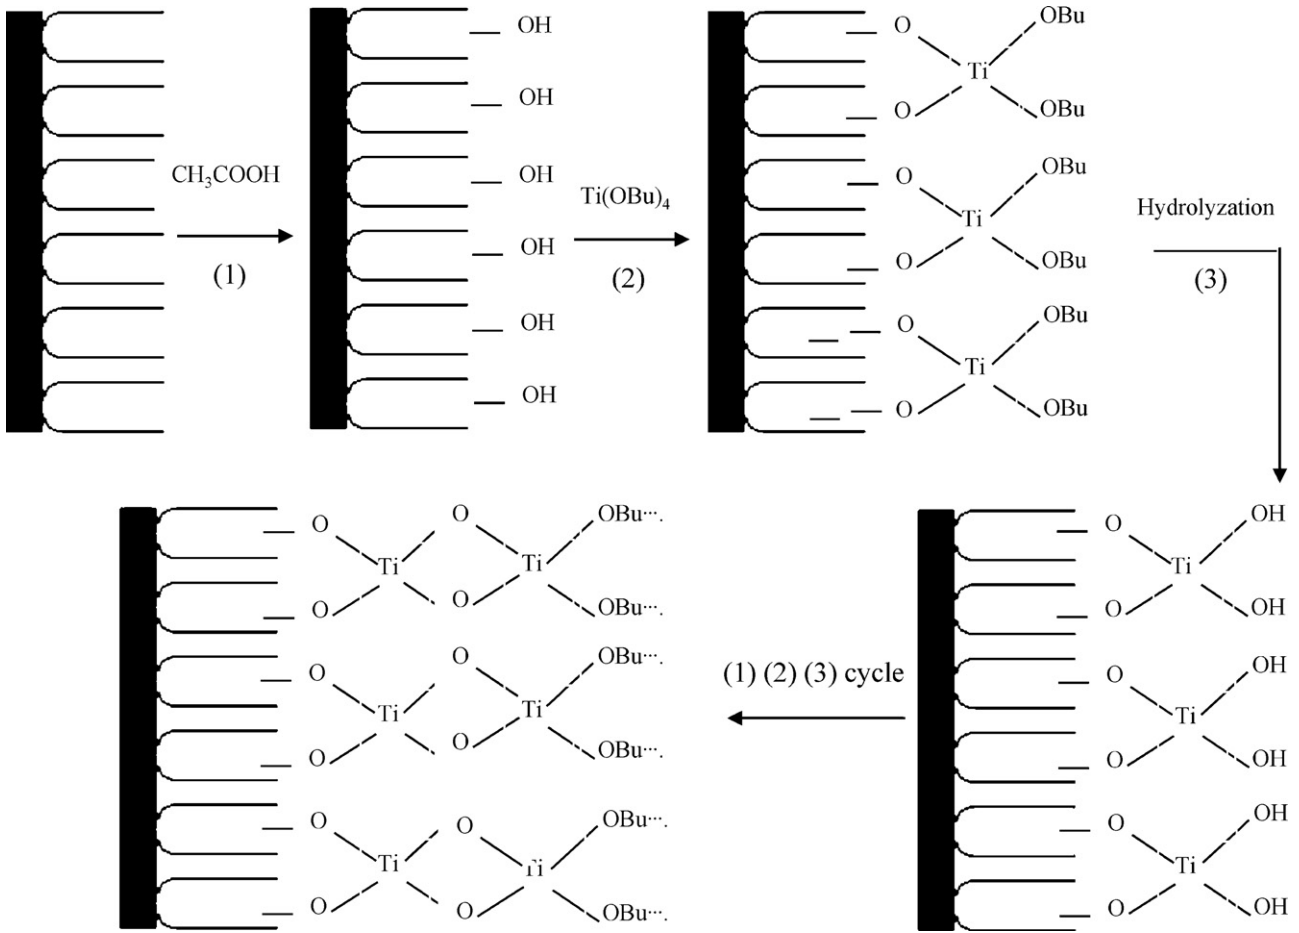 OH
OH
OH
OH
OH
OH
CH₃COOH
(1)
Ti(OBu)₄
(2)
O
O
Ti
OBu
OBu
O
O
Ti
OBu
OBu
O
O
Ti
OBu
OBu
Hydrolyzation
(3)
O
O
Ti
OH
OH
O
O
Ti
OH
OH
O
O
Ti
OH
OH
(1) (2) (3) cycle
O
O
Ti
O
O
Ti
OBu···.
OBu···.
O
O
Ti
O
O
Ti
OBu···.
OBu···.
O
O
Ti
O
O
Ti
OBu···.
OBu···.